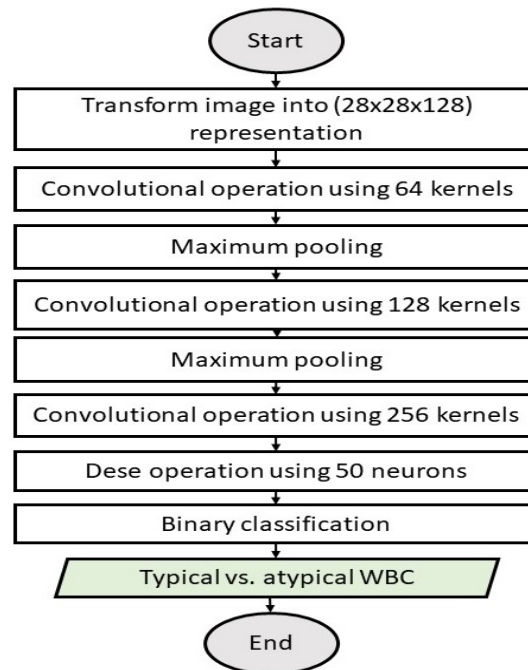 Start
Transform image into (28x28x128)
representation
Convolutional operation using 64 kernels
Maximum pooling
Convolutional operation using 128 kernels
Maximum pooling
Convolutional operation using 256 kernels
Dese operation using 50 neurons
Binary classification
Typical vs. atypical WBC
End